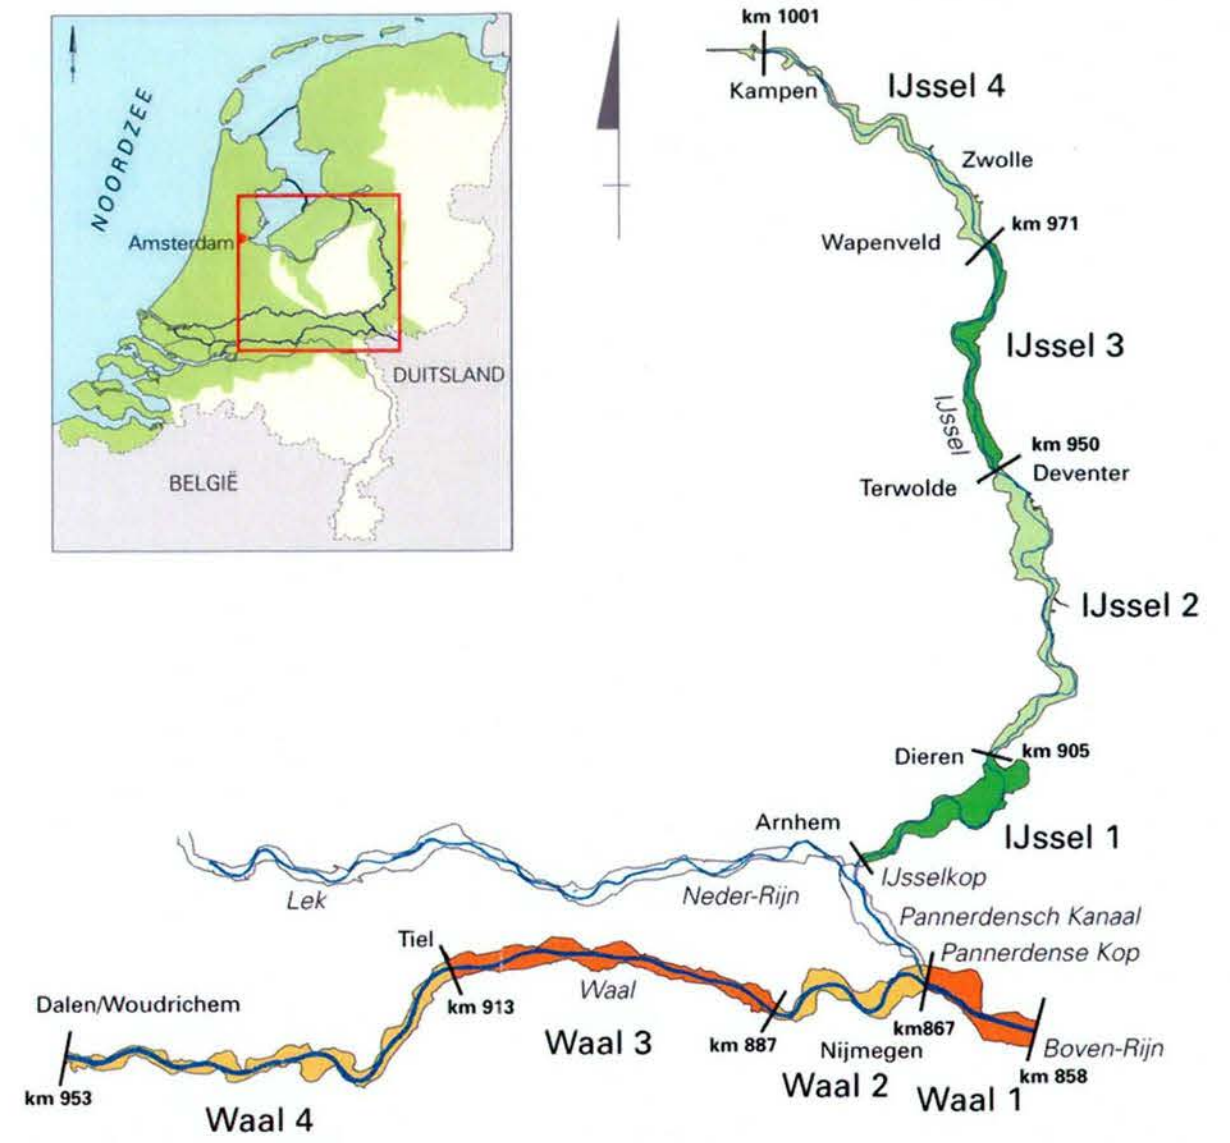 NOORDZEE
Amsterdam
DUITSLAND
BELGIË
km 1001
Kampen
IJssel 4
Zwolle
km 971
Wapenveld
IJssel 3
IJssel
km 950
Deventer
Terwolde
IJssel 2
Dieren
km 905
Arnhem
IJssel 1
IJsselkop
Lek
Neder-Rijn
Pannerdensch Kanaal
Tiel
Pannerdense Kop
Waal
Dalen/Woudrichem
km 913
km867
Waal 3
km 887
Nijmegen
Boven-Rijn
km 858
Waal 2
Waal 1
km 953
Waal 4